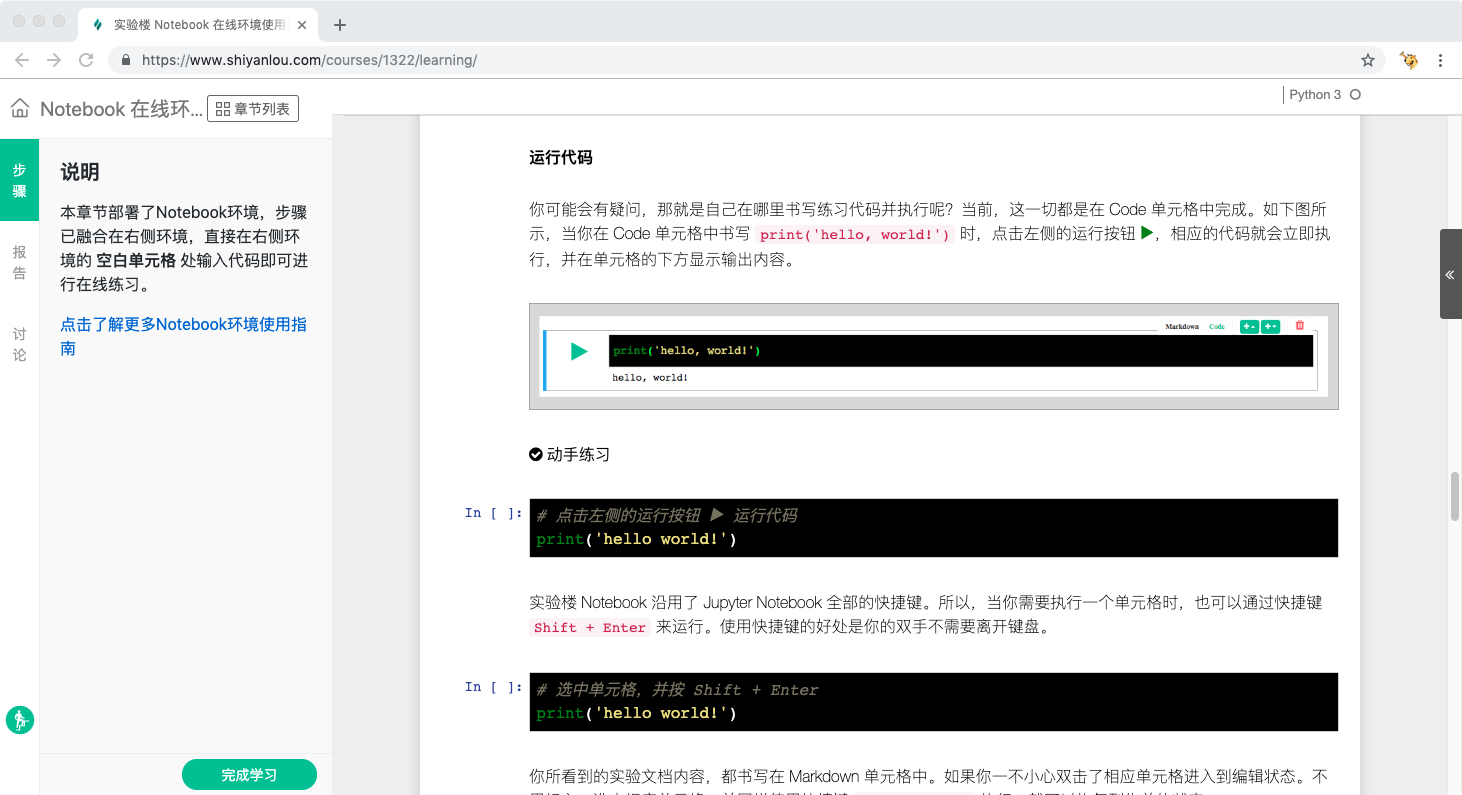 实验楼 Notebook 在线环境使用
https://www.shiyanlou.com/courses/1322/learning/
Notebook 在线环...
章节列表
Python 3
步骤
报告
讨论
说明
本章节部署了Notebook环境，步骤
已融合在右侧环境，直接在右侧环
境的 空白单元格 处输入代码即可进
行在线练习。
点击了解更多Notebook环境使用指
南
完成学习
运行代码
你可能会有疑问，那就是自己在哪里书写练习代码并执行呢？当前，这一切都是在 Code 单元格中完成。如下图所
示，当你在 Code 单元格中书写 print('hello, world!') 时，点击左侧的运行按钮 ▶，相应的代码就会立即执
行，并在单元格的下方显示输出内容。
Markdown Code
print('hello, world!')
hello, world!
动手练习
In [ ]:
# 点击左侧的运行按钮 ▶ 运行代码
print('hello world!')
实验楼 Notebook 沿用了 Jupyter Notebook 全部的快捷键。所以，当你需要执行一个单元格时，也可以通过快捷键
Shift + Enter 来运行。使用快捷键的好处是你的双手不需要离开键盘。
In [ ]:
# 选中单元格，并按 Shift + Enter
print('hello world!')
你所看到的实验文档内容，都书写在 Markdown 单元格中。如果你一不小心双击了相应单元格进入到编辑状态。不